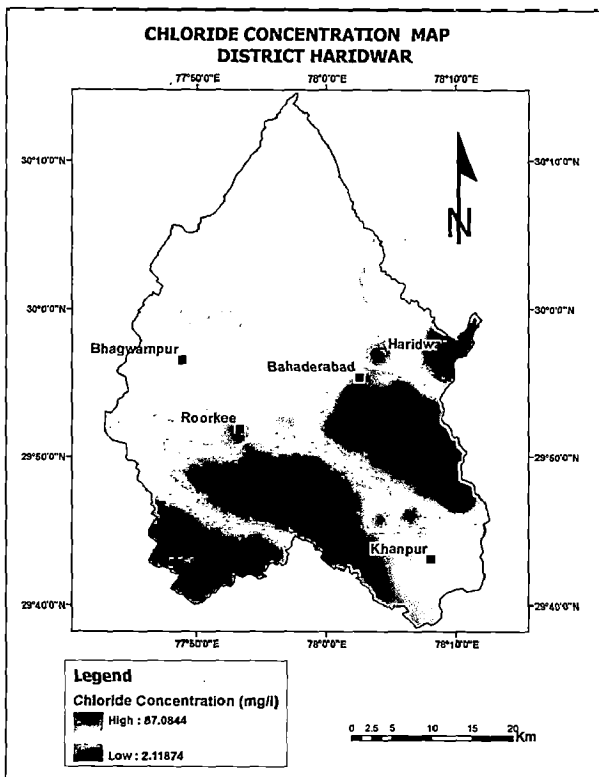 CHLORIDE CONCENTRATION MAP
DISTRICT HARIDWAR
77°50'0"E 78°0'0"E 78°10'0"E
30°10'0"N 30°10'0"N
N
30°0'0"N 30°0'0"N
Haridwar
Bhagwampur
Bahaderabad
Roorkee
29°50'0"N 29°50'0"N
Khanpur
29°40'0"N 29°40'0"N
77°50'0"E 78°0'0"E 78°10'0"E
Legend
Chloride Concentration (mg/l)
High : 87.0844
Low : 2.11874
0 2.5 5 10 15 20
Km